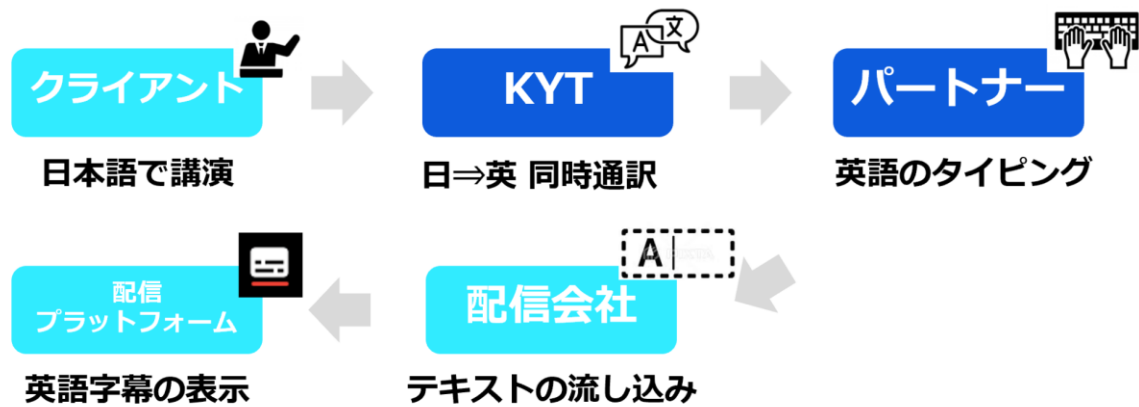 クライアント
日本語で講演
KYT
日⇒英 同時通訳
パートナー
英語のタイピング
A文
A
配信会社
テキストの流し込み
配信
プラットフォーム
英語字幕の表示